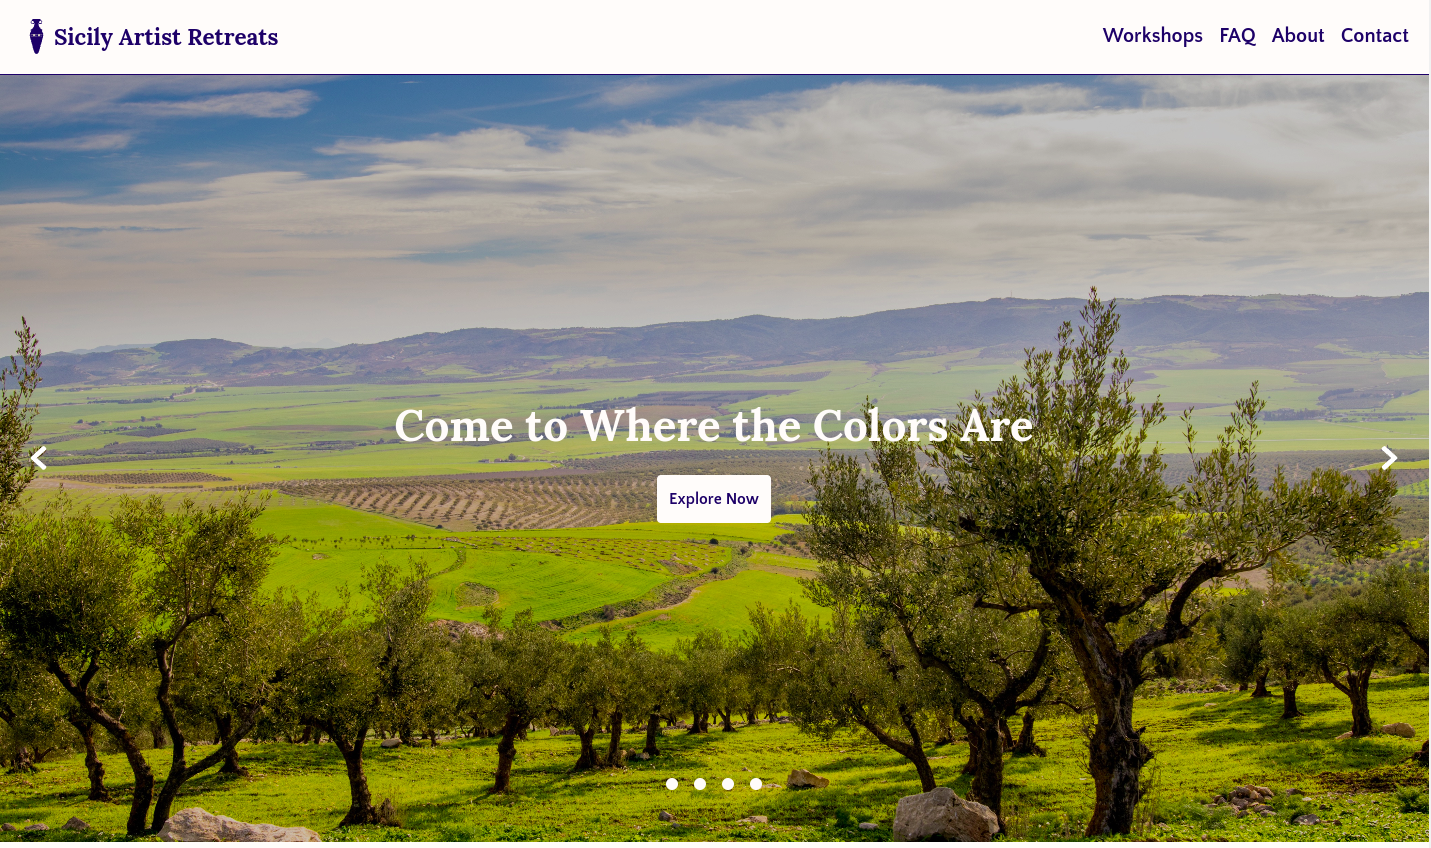 Sicily Artist Retreats
Workshops FAQ About Contact
Come to Where the Colors Are
Explore Now